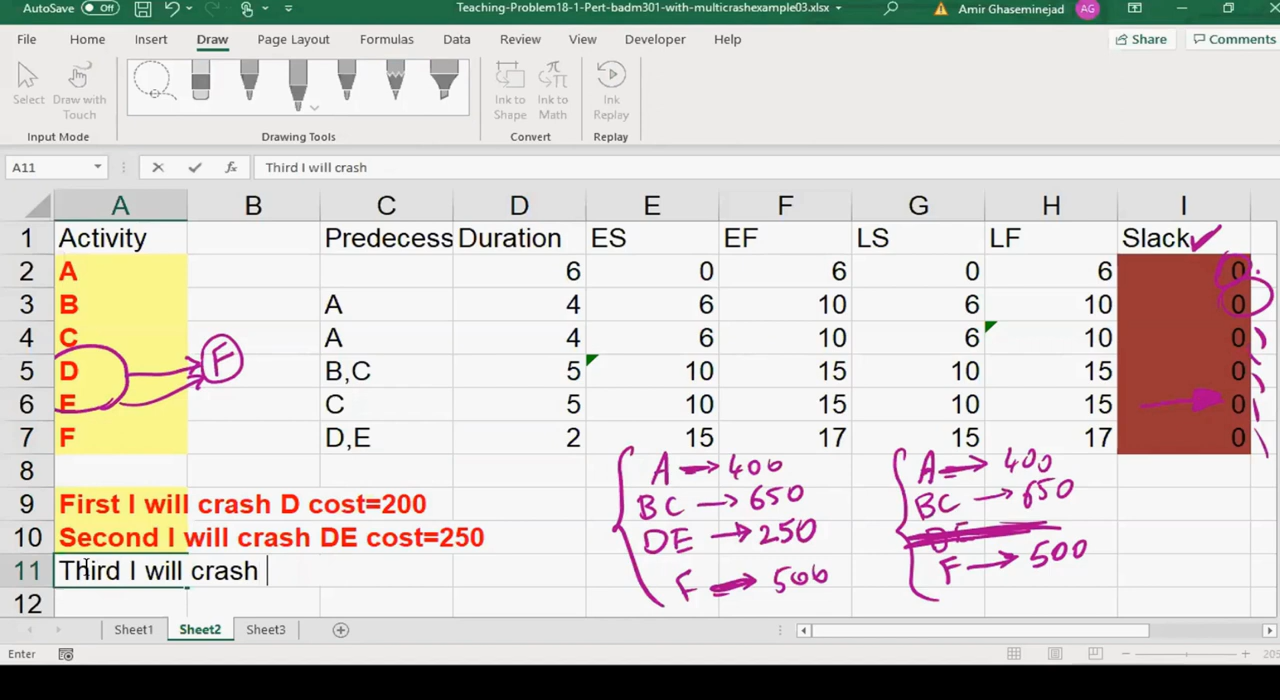 AutoSave Off Teaching-Problem18-1-Pert-badm301-with-multicrashexample03.xlsx Amir Ghaseminejad AG
File Home Insert Draw Page Layout Formulas Data Review View Developer Help Share Comments
Select Draw with Touch Ink to Shape Ink to Math Ink Replay
Input Mode Drawing Tools Convert Replay
A11 fx Third I will crash
A B C D E F G H I
1 Activity Predecess Duration ES EF LS LF Slack
2 A 6 0 6 0 6 0
3 B A 4 6 10 6 10 0
4 C A 4 6 10 6 10 0
F
5 D B,C 5 10 15 10 15 0
6 E C 5 10 15 10 15 0
7 F D,E 2 15 17 15 17 0
8 A → 400 A → 400
9 First I will crash D cost=200 BC → 650 BC → 650
10 Second I will crash DE cost=250 DE → 250 DE
11 Third I will crash F → 500 F → 500
12
Sheet1 Sheet2 Sheet3
Enter 205